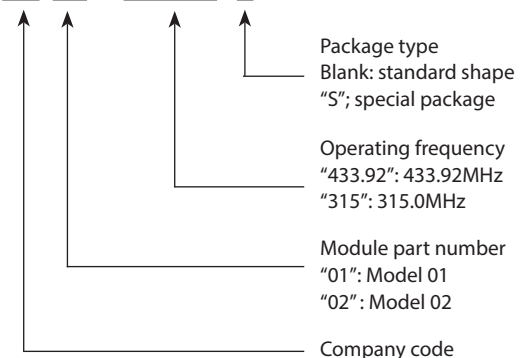 Package type
Blank: standard shape
“S”; special package
Operating frequency
“433.92”: 433.92MHz
“315”: 315.0MHz
Module part number
“01”: Model 01
“02” : Model 02
Company code